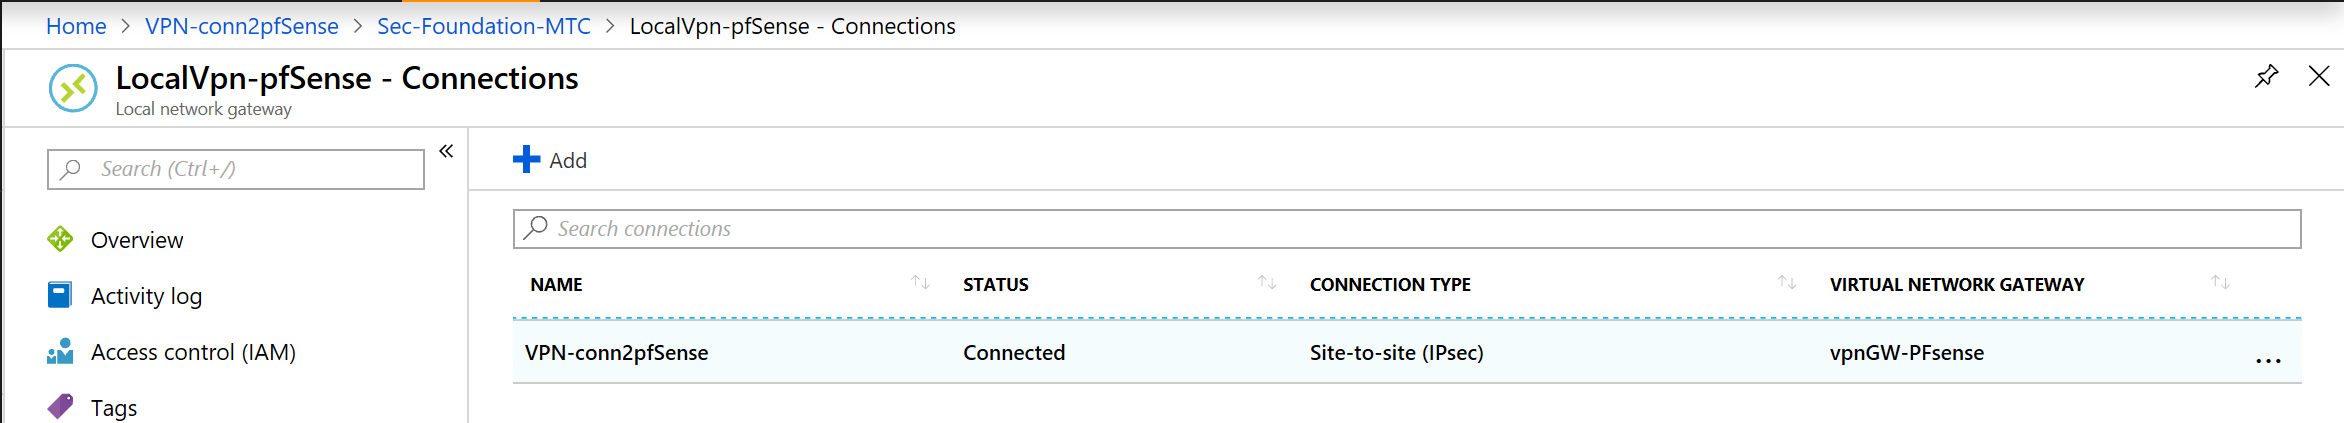 Home > VPN-conn2pfSense > Sec-Foundation-MTC > LocalVpn-pfSense - Connections
LocalVpn-pfSense - Connections
Local network gateway
Search (Ctrl+/)
«
Overview
Activity log
Access control (IAM)
Tags
Add
Search connections
NAME STATUS CONNECTION TYPE VIRTUAL NETWORK GATEWAY
VPN-conn2pfSense Connected Site-to-site (IPsec) vpnGW-PFsense ...